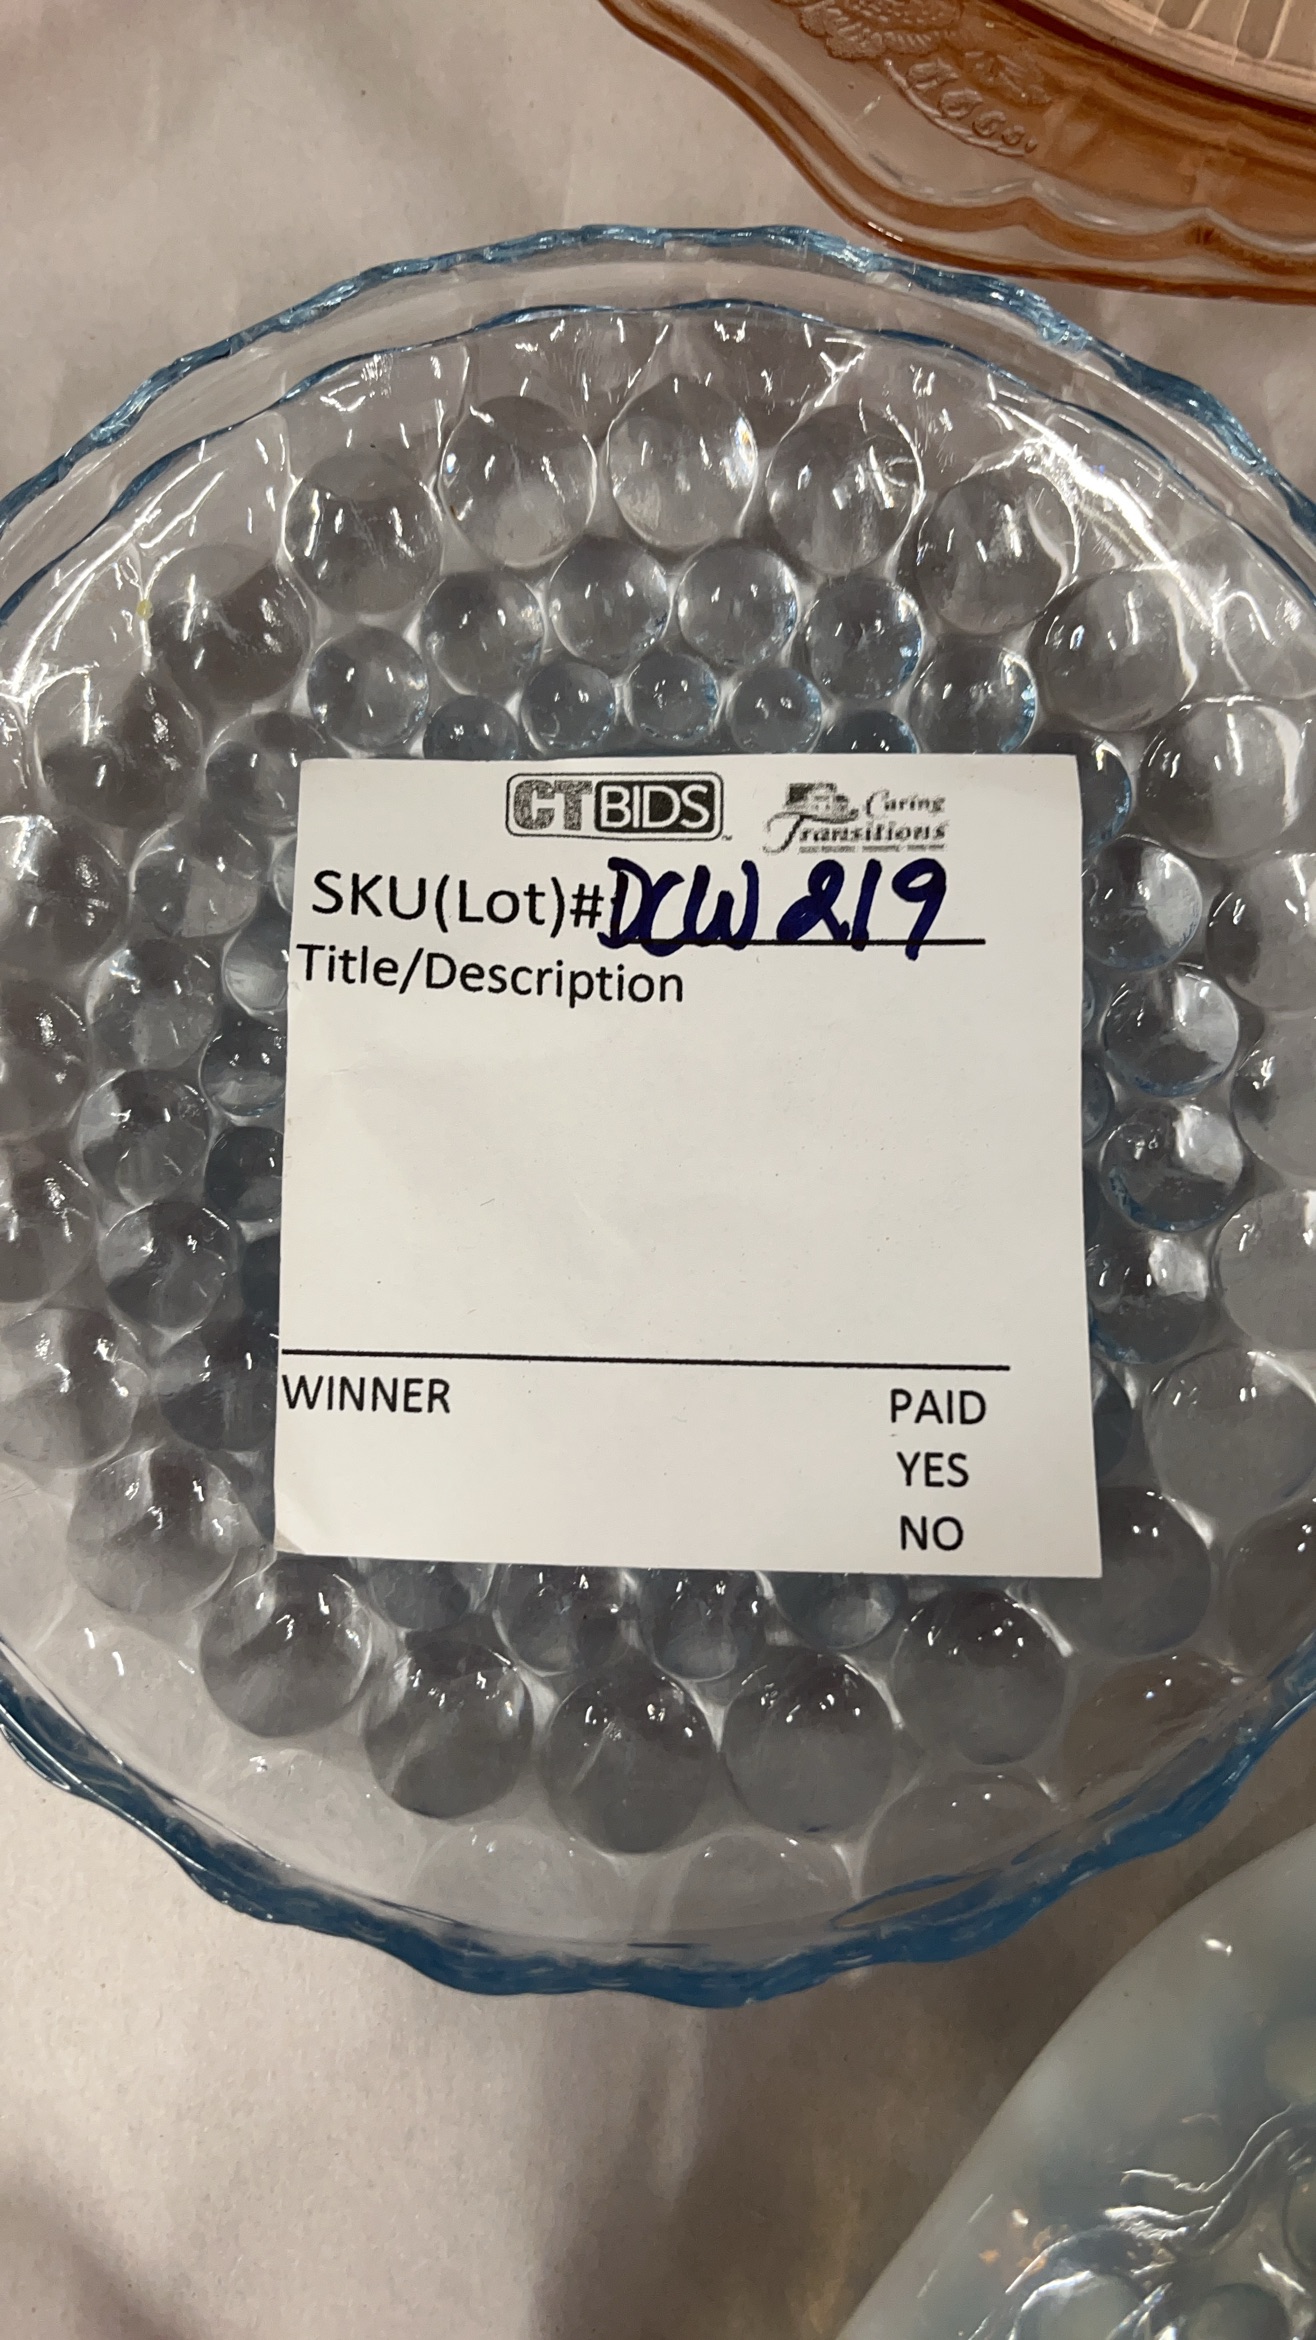 CTBIDS
Caring
Transitions
SKU(Lot)#DCW 219
Title/Description
WINNER
PAID
YES
NO